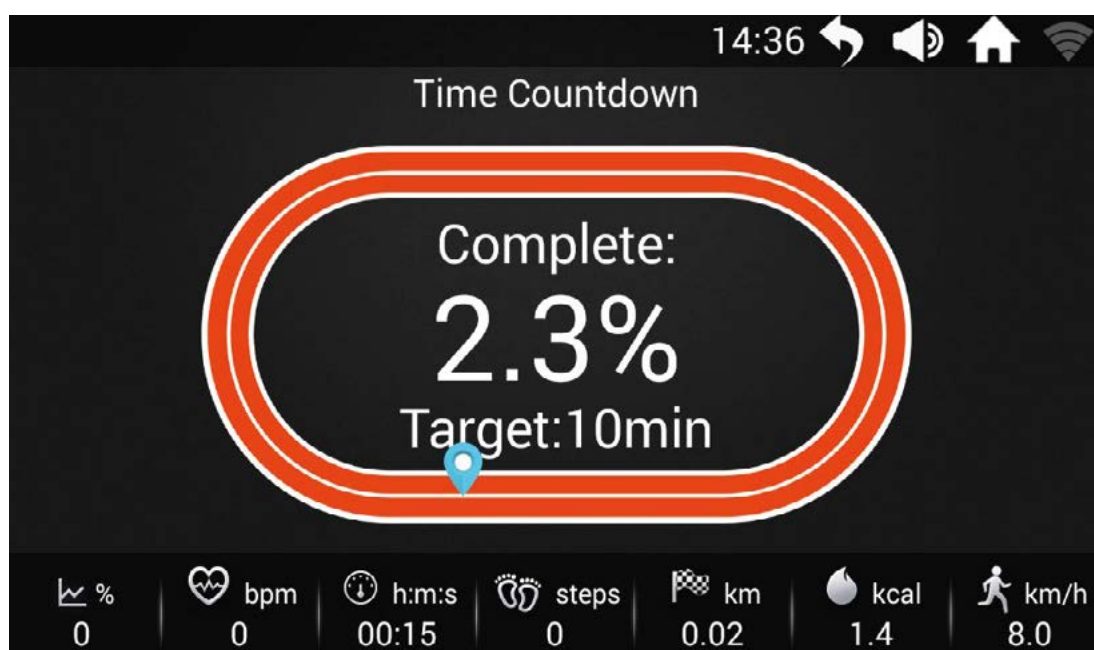 14:36
Time Countdown
Complete:
2.3%
Target:10min
% bpm h:m:s steps km kcal km/h
0 0 00:15 0 0.02 1.4 8.0